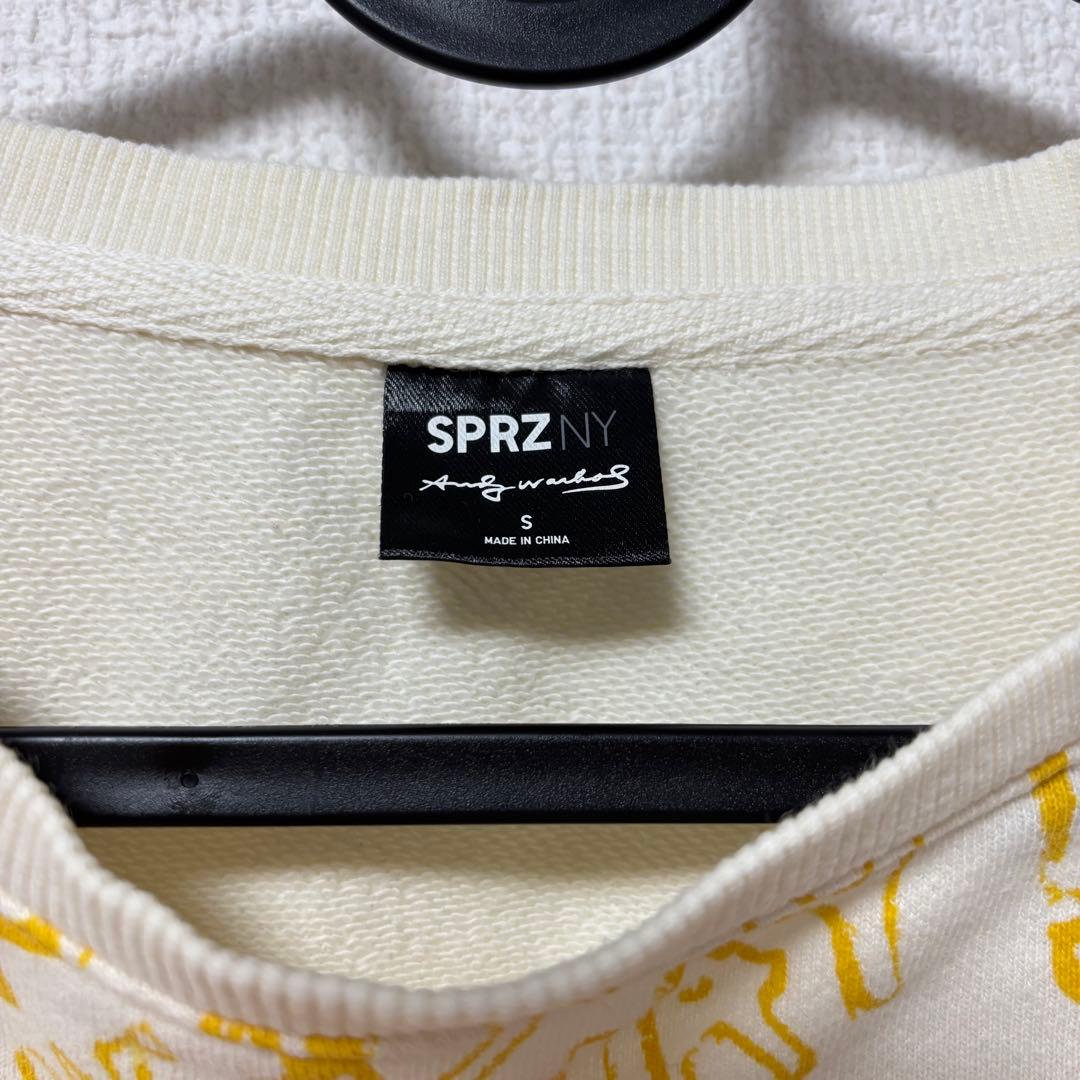 SPRZ NY
Andy Warhol
S
MADE IN CHINA